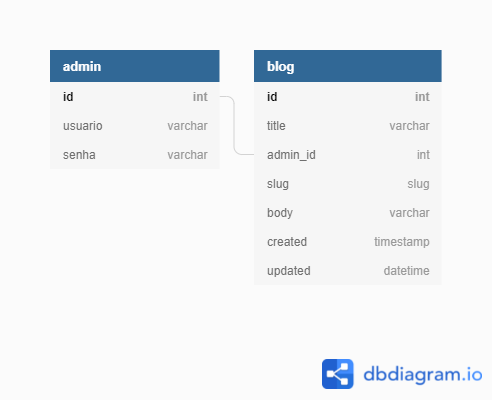 admin
id int
usuario varchar
senha varchar
blog
id int
title varchar
admin_id int
slug slug
body varchar
created timestamp
updated datetime
dbdiagram.io